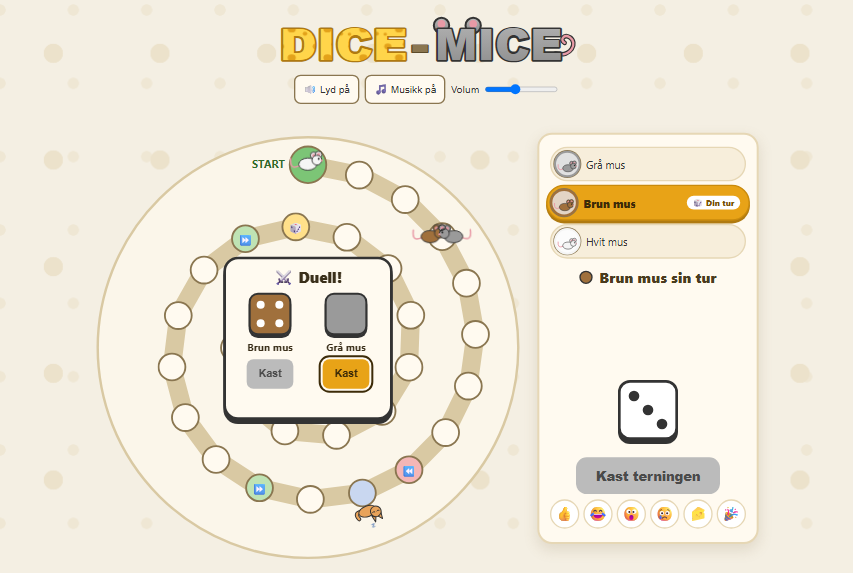 DICE-MICE
Lyd på
Musikk på
Volum
START
Grå mus
Brun mus
Din tur
Hvit mus
Brun mus sin tur
Duell!
Brun mus
Grå mus
Kast
Kast
Kast terningen